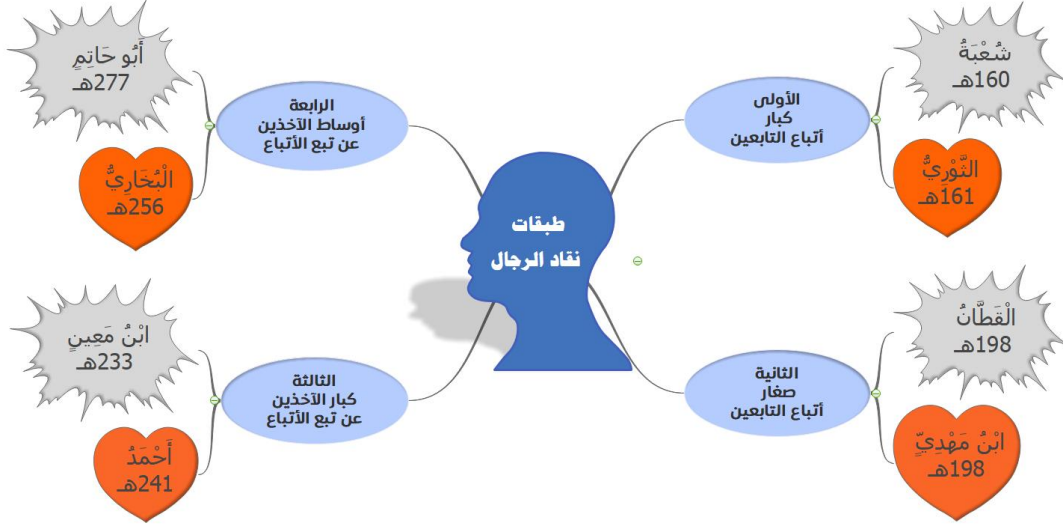 طبقات
نقاد الرجال
الأولى
كبار
أتباع التابعين
شُعْبَةُ
160هـ
الثَّوْرِيُّ
161هـ
الثانية
صغار
أتباع التابعين
الْقَطَّانُ
198هـ
ابْنُ مَهْدِيٍّ
198هـ
الثالثة
كبار الآخذين
عن تبع الأتباع
ابْنُ مَعِينٍ
233هـ
أَحْمَدُ
241هـ
الرابعة
أوساط الآخذين
عن تبع الأتباع
أَبُو حَاتِمٍ
277هـ
الْبُخَارِيُّ
256هـ